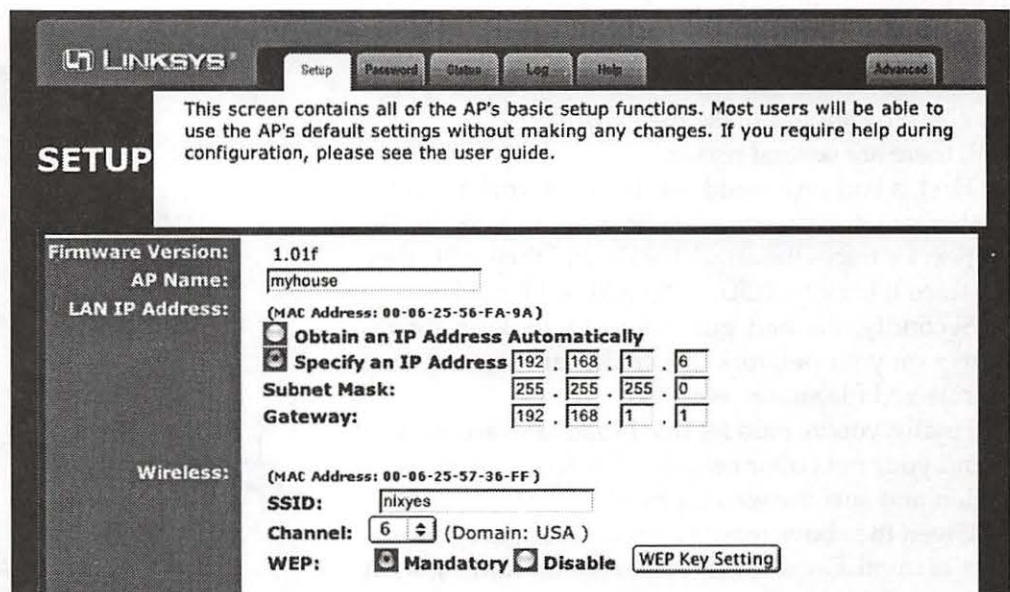 LINKSYS
Setup Password Status Log Help Advanced
SETUP
This screen contains all of the AP's basic setup functions. Most users will be able to
use the AP's default settings without making any changes. If you require help during
configuration, please see the user guide.
Firmware Version: 1.01f
AP Name: myhouse
LAN IP Address: (MAC Address: 00-06-25-56-FA-9A)
Obtain an IP Address Automatically
Specify an IP Address 192 168 1 6
Subnet Mask: 255 255 255 0
Gateway: 192 168 1 1
Wireless: (MAC Address: 00-06-25-57-36-FF)
SSID: nixyes
Channel: 6 (Domain: USA )
WEP: Mandatory Disable WEP Key Setting